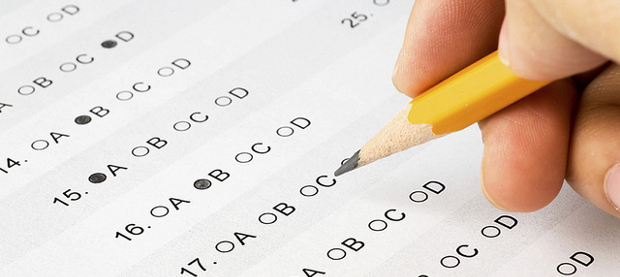 C D
A B C D
14. A B C D
15. A B C D
16. A B C D
17. A B C
A B C D
C D
D
25.